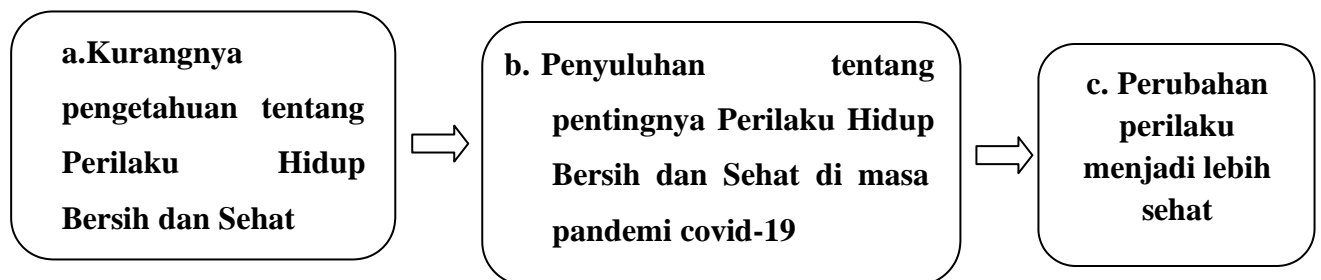 a.Kurangnya
pengetahuan tentang
Perilaku Hidup
Bersih dan Sehat
b. Penyuluhan tentang
pentingnya Perilaku Hidup
Bersih dan Sehat di masa
pandemi covid-19
c. Perubahan
perilaku
menjadi lebih
sehat